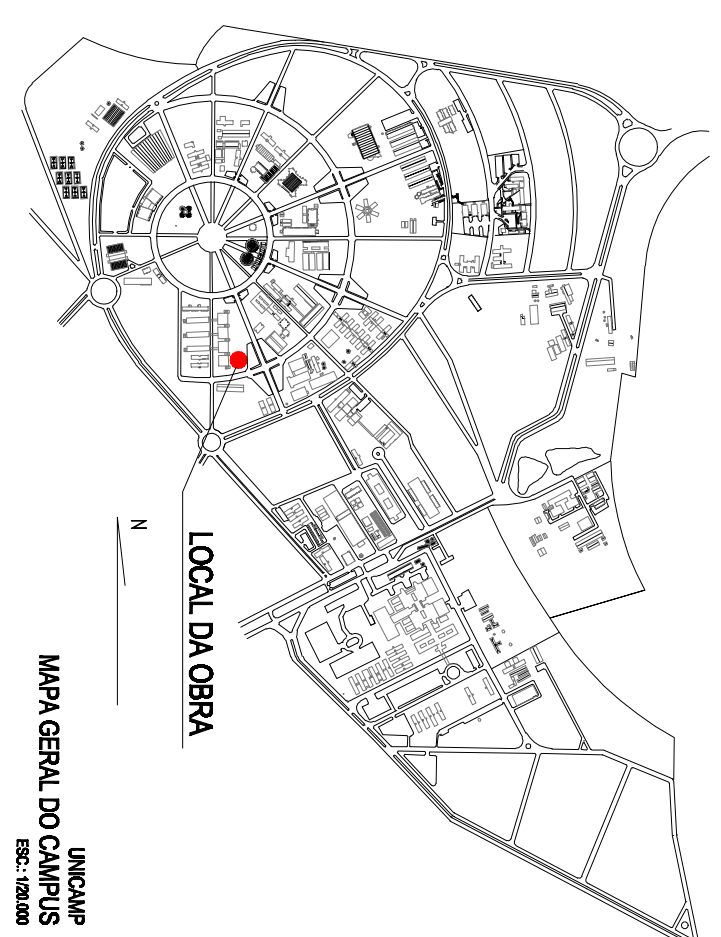 N
LOCAL DA OBRA
UNICAMP
MAPA GERAL DO CAMPUS
ESC.: 1/20.000